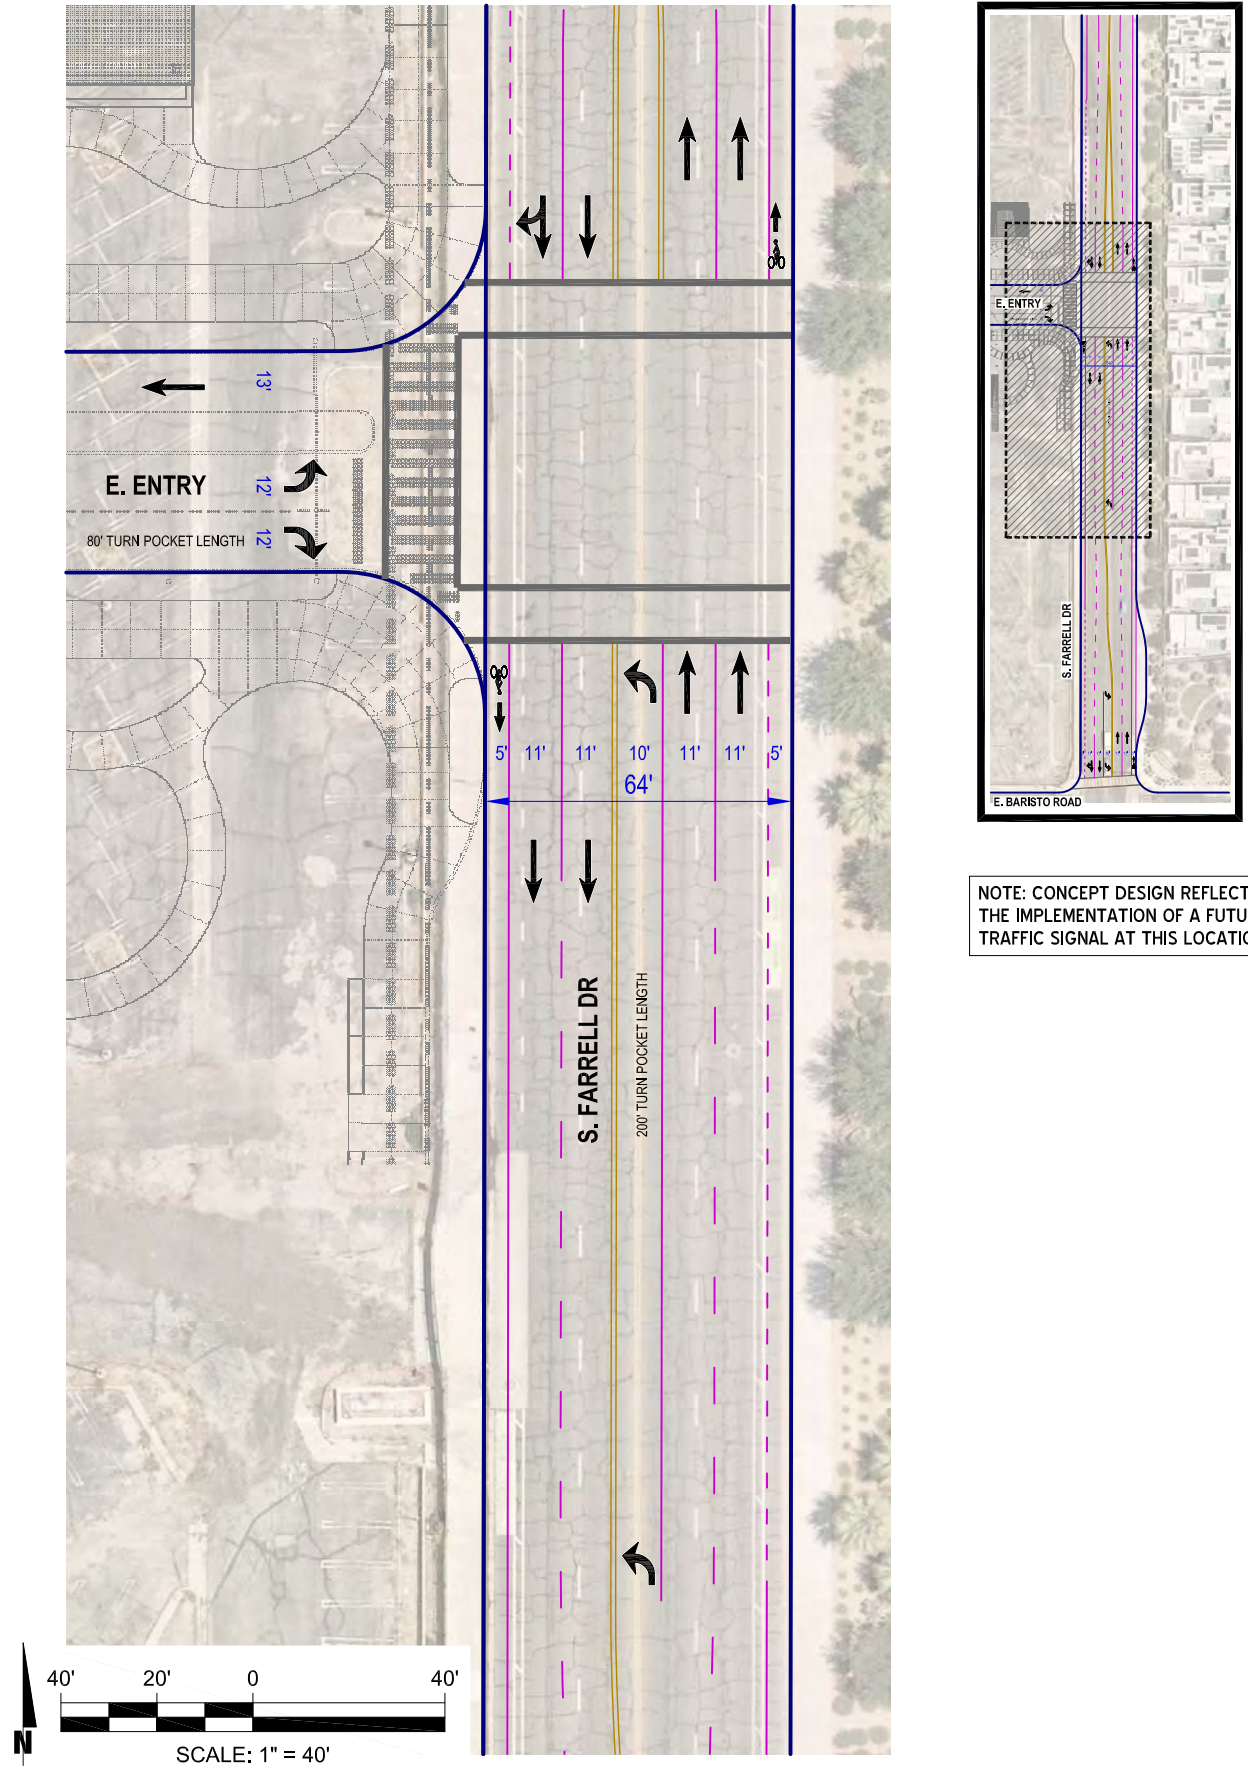 13'
E. ENTRY
12'
80' TURN POCKET LENGTH
12'
5'
11'
11'
10'
11'
11'
5'
64'
S. FARRELL DR
200' TURN POCKET LENGTH
40'
20'
0
40'
N
SCALE: 1" = 40'
E. ENTRY
S. FARRELL DR
E. BARISTO ROAD
NOTE: CONCEPT DESIGN REFLECT
THE IMPLEMENTATION OF A FUTU
TRAFFIC SIGNAL AT THIS LOCATIO